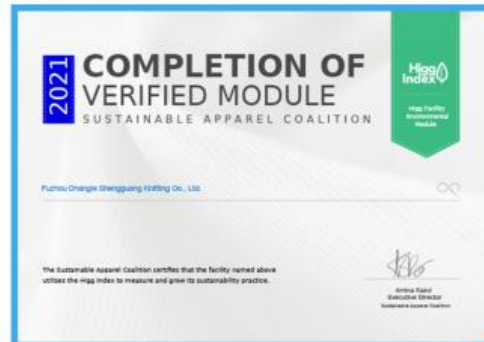 2021
COMPLETION OF
VERIFIED MODULE
SUSTAINABLE APPAREL COALITION
Higg
Index
Higg Facility
Environmental
Module
Fuzhou Changle Shengguang Knitting Co., Ltd.
The Sustainable Apparel Coalition certifies that the facility named above
utilizes the Higg Index to measure and grow its sustainability practice.
Amina Razvi
Executive Director
Sustainable Apparel Coalition